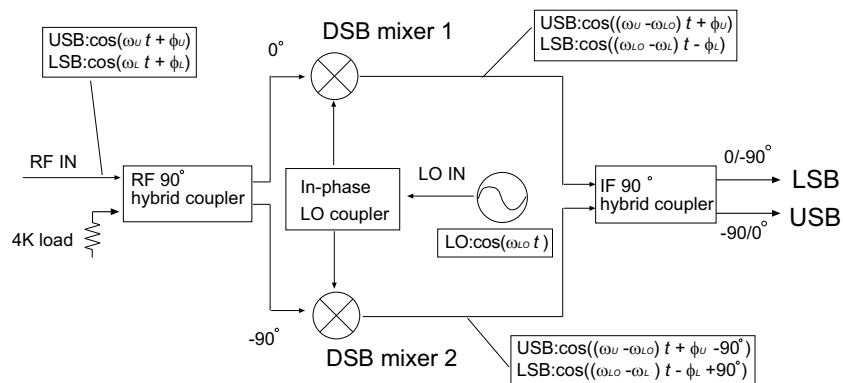 USB:cos(ωU t + ϕU)
LSB:cos(ωL t + ϕL)
DSB mixer 1
USB:cos((ωU - ωLO) t + ϕU)
LSB:cos((ωLO - ωL) t - ϕL)
0°
RF IN
RF 90°
hybrid coupler
4K load
In-phase
LO coupler
LO IN
LO:cos(ωLO t)
IF 90 °
hybrid coupler
0/-90°
LSB
USB
-90/0°
-90°
DSB mixer 2
USB:cos((ωU - ωLO) t + ϕU -90°)
LSB:cos((ωLO - ωL ) t - ϕL +90°)